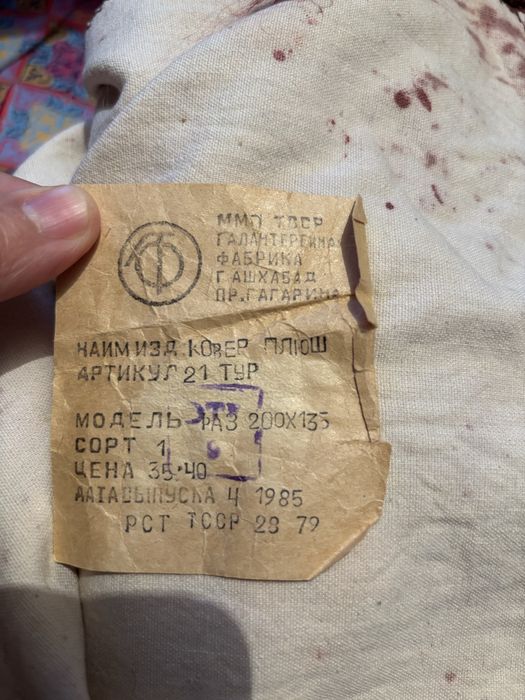 ММП ТССР
ГАЛАНТЕРЕЙНАЯ
ФАБРИКА
Г АШХАБАД
ПР.ГАГАРИНА
НАИМ ИЗД КОВЕР ПЛЮШ
АРТИКУЛ 21 ТУР
МОДЕЛЬ РАЗ 200Х135
СОРТ 1
ЦЕНА 35-40
ДАТА ВЫПУСКА 4 1985
РСТ ТССР 28 79